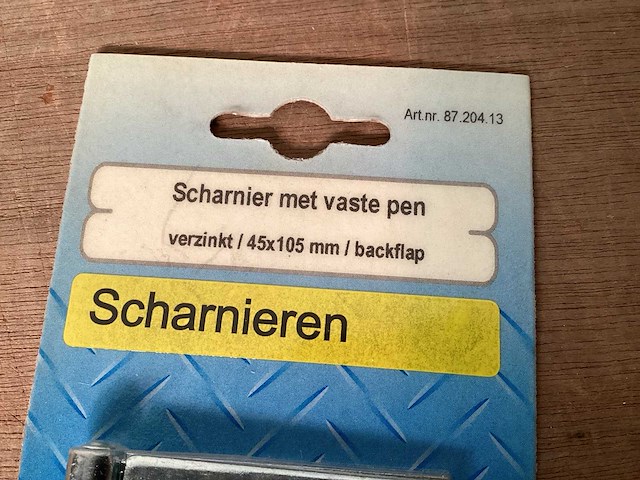 Art.nr. 87.204.13
Scharnier met vaste pen
verzinkt / 45x105 mm / backflap
Scharnieren